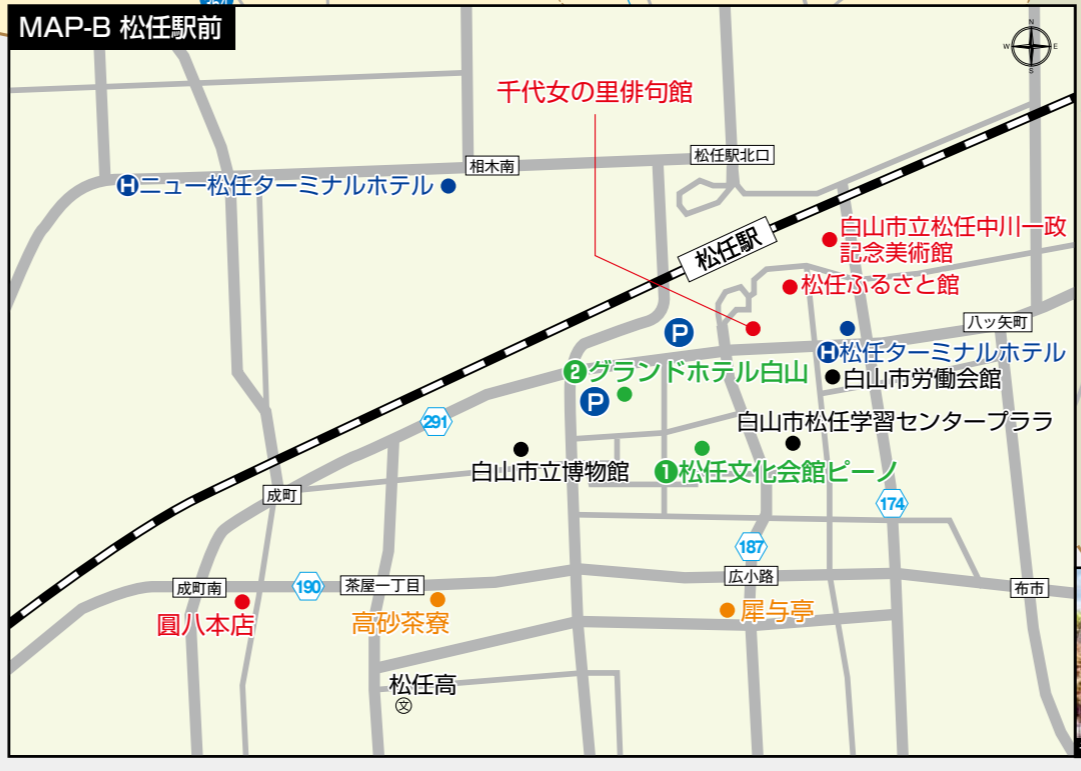 MAP-B 松任駅前
N
W
E
S
千代女の里俳句館
松任駅北口
相木南
Hニュー松任ターミナルホテル
白山市立松任中川一政
記念美術館
松任駅
松任ふるさと館
八ッ矢町
P
H松任ターミナルホテル
❷グランドホテル白山
白山市労働会館
P
291
白山市松任学習センタープララ
白山市立博物館
❶松任文化会館ピーノ
成町
174
187
成町南
190
茶屋一丁目
広小路
布市
圓八本店
高砂茶寮
犀与亭
松任高
文